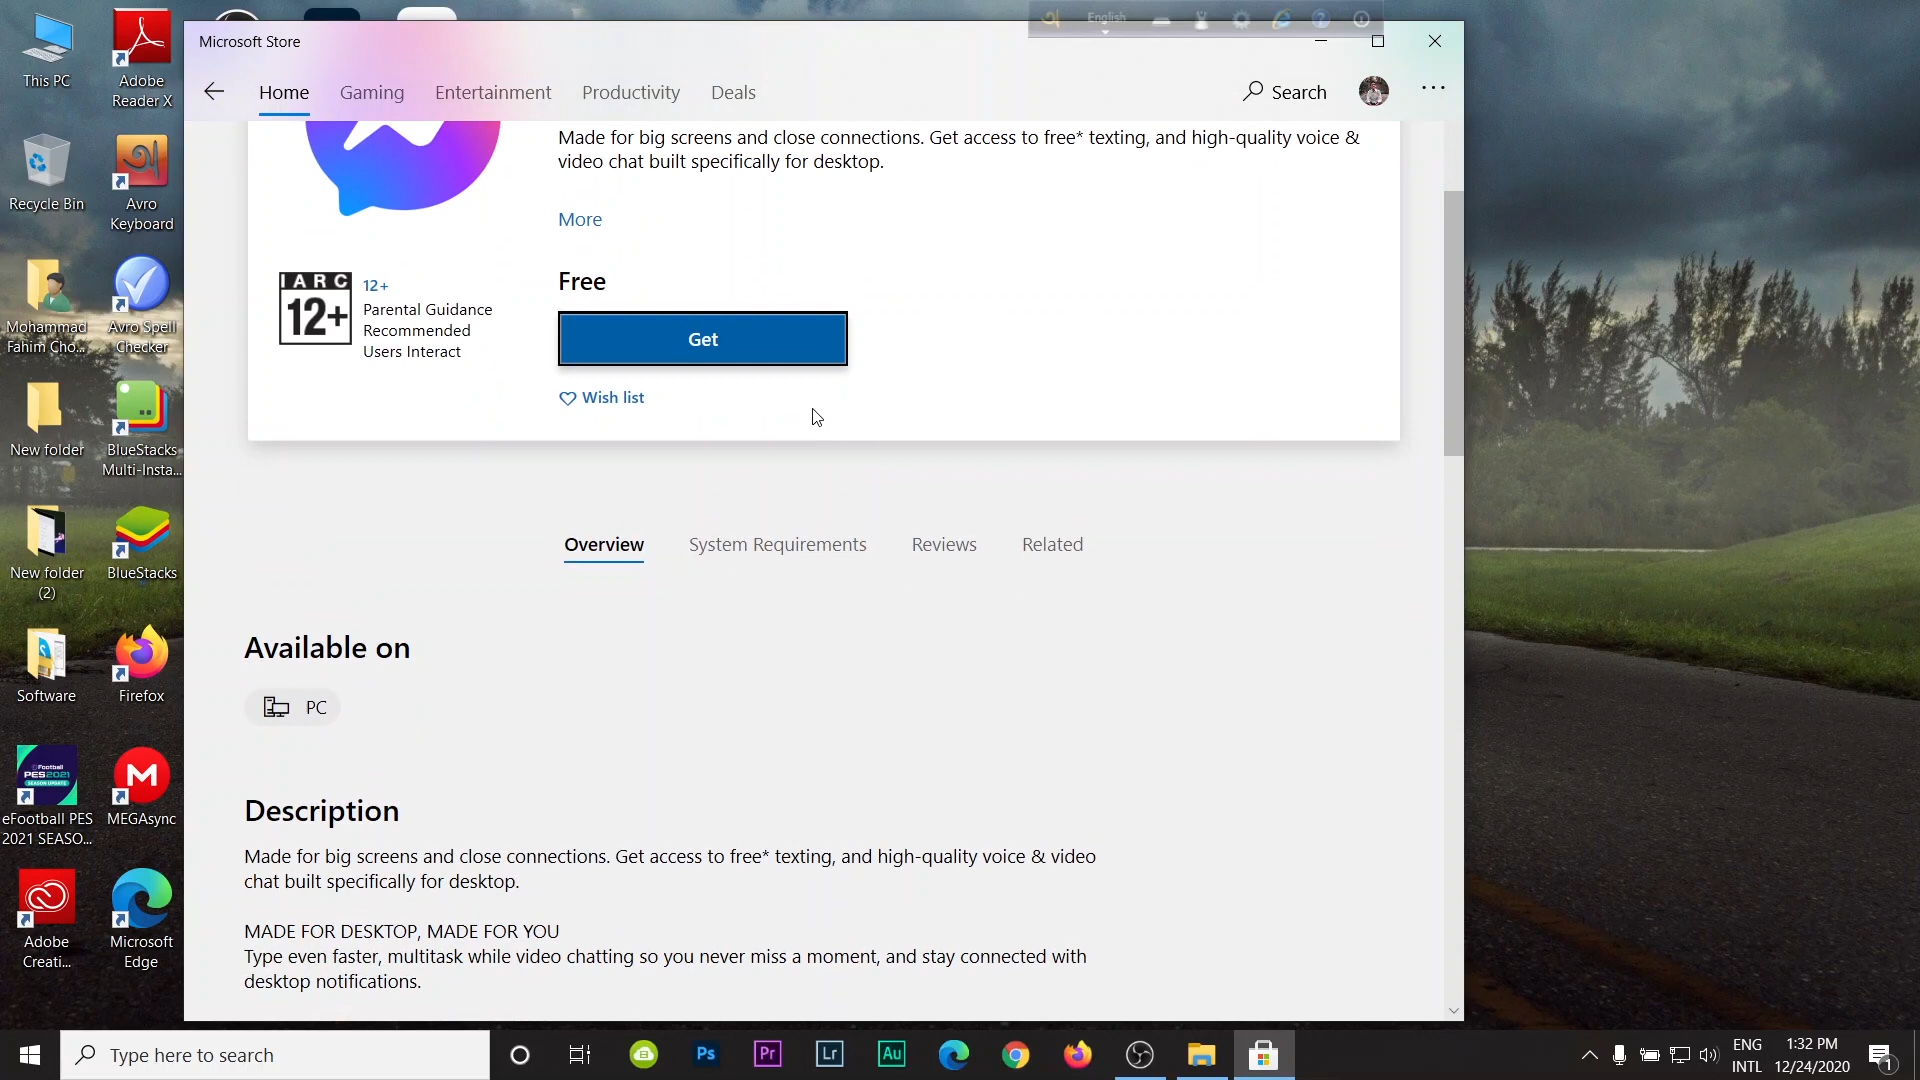 This PC
Adobe
Reader X
Recycle Bin
Avro
Keyboard
Mohammad
Fahim Cho...
Avro Spell
Checker
New folder
BlueStacks
Multi-Insta...
New folder
(2)
BlueStacks
Software
Firefox
eFootball
PES2021
SEASON UPDATE
eFootball PES
2021 SEASO...
MEGAsync
Adobe
Creati...
Microsoft
Edge
Microsoft Store
English
Home
Gaming
Entertainment
Productivity
Deals
Search
Made for big screens and close connections. Get access to free* texting, and high-quality voice &
video chat built specifically for desktop.
More
IARC
12+
12+
Parental Guidance
Recommended
Users Interact
Free
Get
Wish list
Overview
System Requirements
Reviews
Related
Available on
PC
Description
Made for big screens and close connections. Get access to free* texting, and high-quality voice & video
chat built specifically for desktop.
MADE FOR DESKTOP, MADE FOR YOU
Type even faster, multitask while video chatting so you never miss a moment, and stay connected with
desktop notifications.
Type here to search
Ps
Pr
Lr
Au
ENG
INTL
1:32 PM
12/24/2020
1